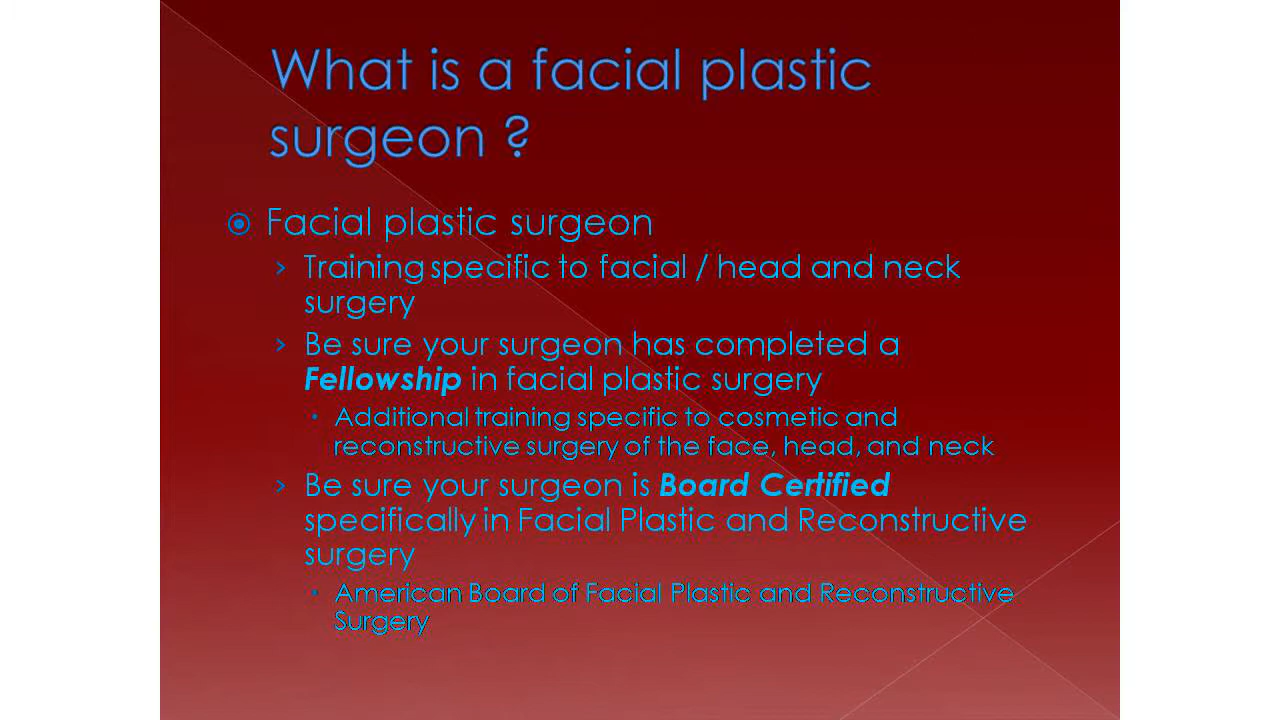 What is a facial plastic
surgeon ?
Facial plastic surgeon
Training specific to facial / head and neck
surgery
Be sure your surgeon has completed a
Fellowship in facial plastic surgery
Additional training specific to cosmetic and
reconstructive surgery of the face, head, and neck
Be sure your surgeon is Board Certified
specifically in Facial Plastic and Reconstructive
surgery
American Board of Facial Plastic and Reconstructive
Surgery